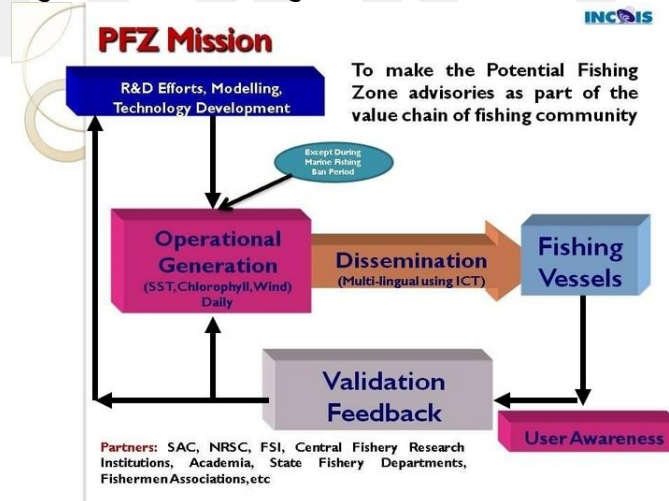 INCOIS
PFZ Mission
R&D Efforts, Modelling,
Technology Development
To make the Potential Fishing
Zone advisories as part of the
value chain of fishing community
Except During
Marine Fishing
Ban Period
Operational
Generation
(SST,Chlorophyll,Wind)
Daily
Dissemination
(Multi-lingual using ICT)
Fishing
Vessels
Validation
Feedback
User Awareness
Partners: SAC, NRSC, FSI, Central Fishery Research
Institutions, Academia, State Fishery Departments,
Fishermen Associations,etc